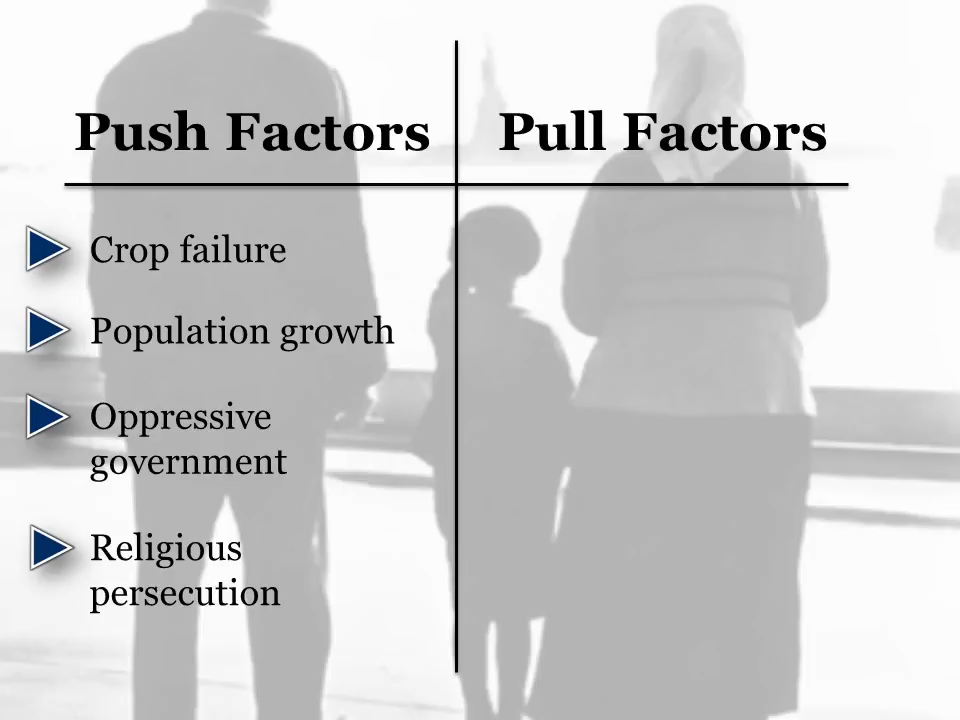 Push Factors
Pull Factors
Crop failure
Population growth
Oppressive
government
Religious
persecution